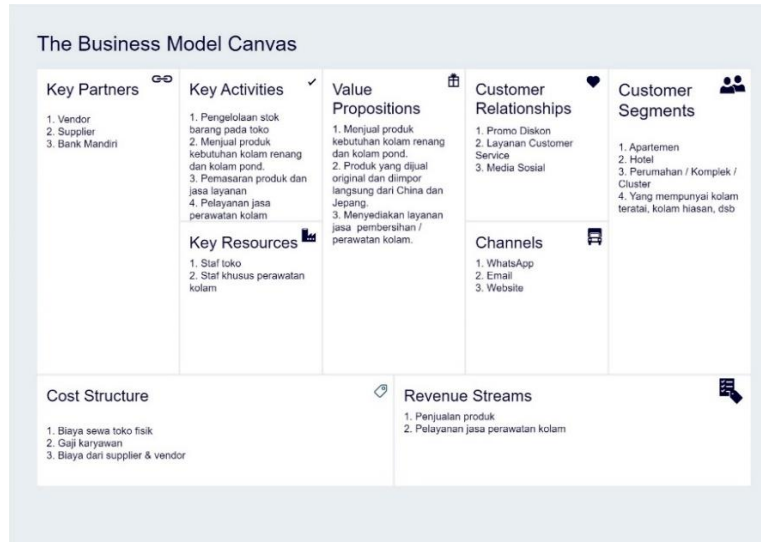 The Business Model Canvas
Key Partners
1. Vendor
2. Supplier
3. Bank Mandiri
Key Activities
1. Pengelolaan stok
barang pada toko
2. Menjual produk
kebutuhan kolam renang
dan kolam pond.
3. Pemasaran produk dan
jasa layanan
4. Pelayanan jasa
perawatan kolam
Key Resources
1. Staf toko
2. Staf khusus perawatan
kolam
Value
Propositions
1. Menjual produk
kebutuhan kolam renang
dan kolam pond.
2. Produk yang dijual
original dan diimpor
langsung dari China dan
Jepang.
3. Menyediakan layanan
jasa pembersihan /
perawatan kolam.
Customer
Relationships
1. Promo Diskon
2. Layanan Customer
Service
3. Media Sosial
Channels
1. WhatsApp
2. Email
3. Website
Customer
Segments
1. Apartemen
2. Hotel
3. Perumahan / Komplek /
Cluster
4. Yang mempunyai kolam
teratai, kolam hiasan, dsb
Cost Structure
1. Biaya sewa toko fisik
2. Gaji karyawan
3. Biaya dari supplier & vendor
Revenue Streams
1. Penjualan produk
2. Pelayanan jasa perawatan kolam